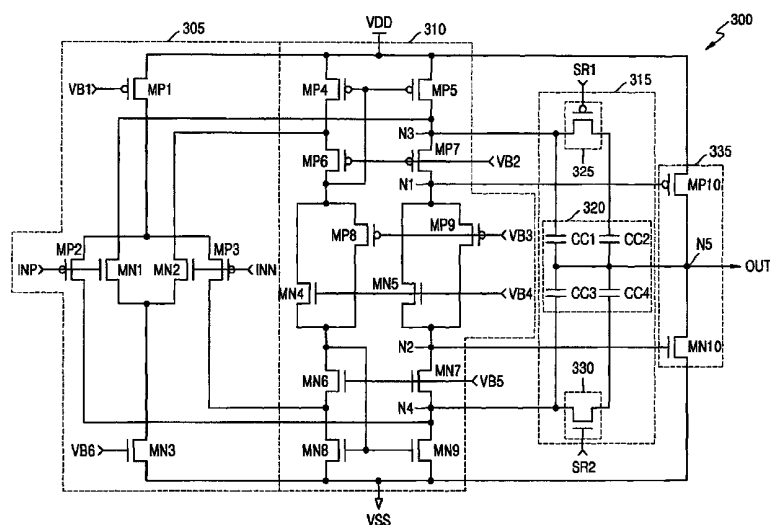 305
310
VDD
300
SR1
315
VB1
MP1
MP4
MP5
N3
325
335
MP6
MP7
VB2
N1
MP10
320
MP2
MP3
MP8
MP9
VB3
CC1
CC2
N5
INP
MN1
MN2
INN
OUT
MN4
MN5
VB4
CC3
CC4
N2
MN10
MN6
MN7
VB5
330
N4
VB6
MN3
MN8
MN9
SR2
VSS